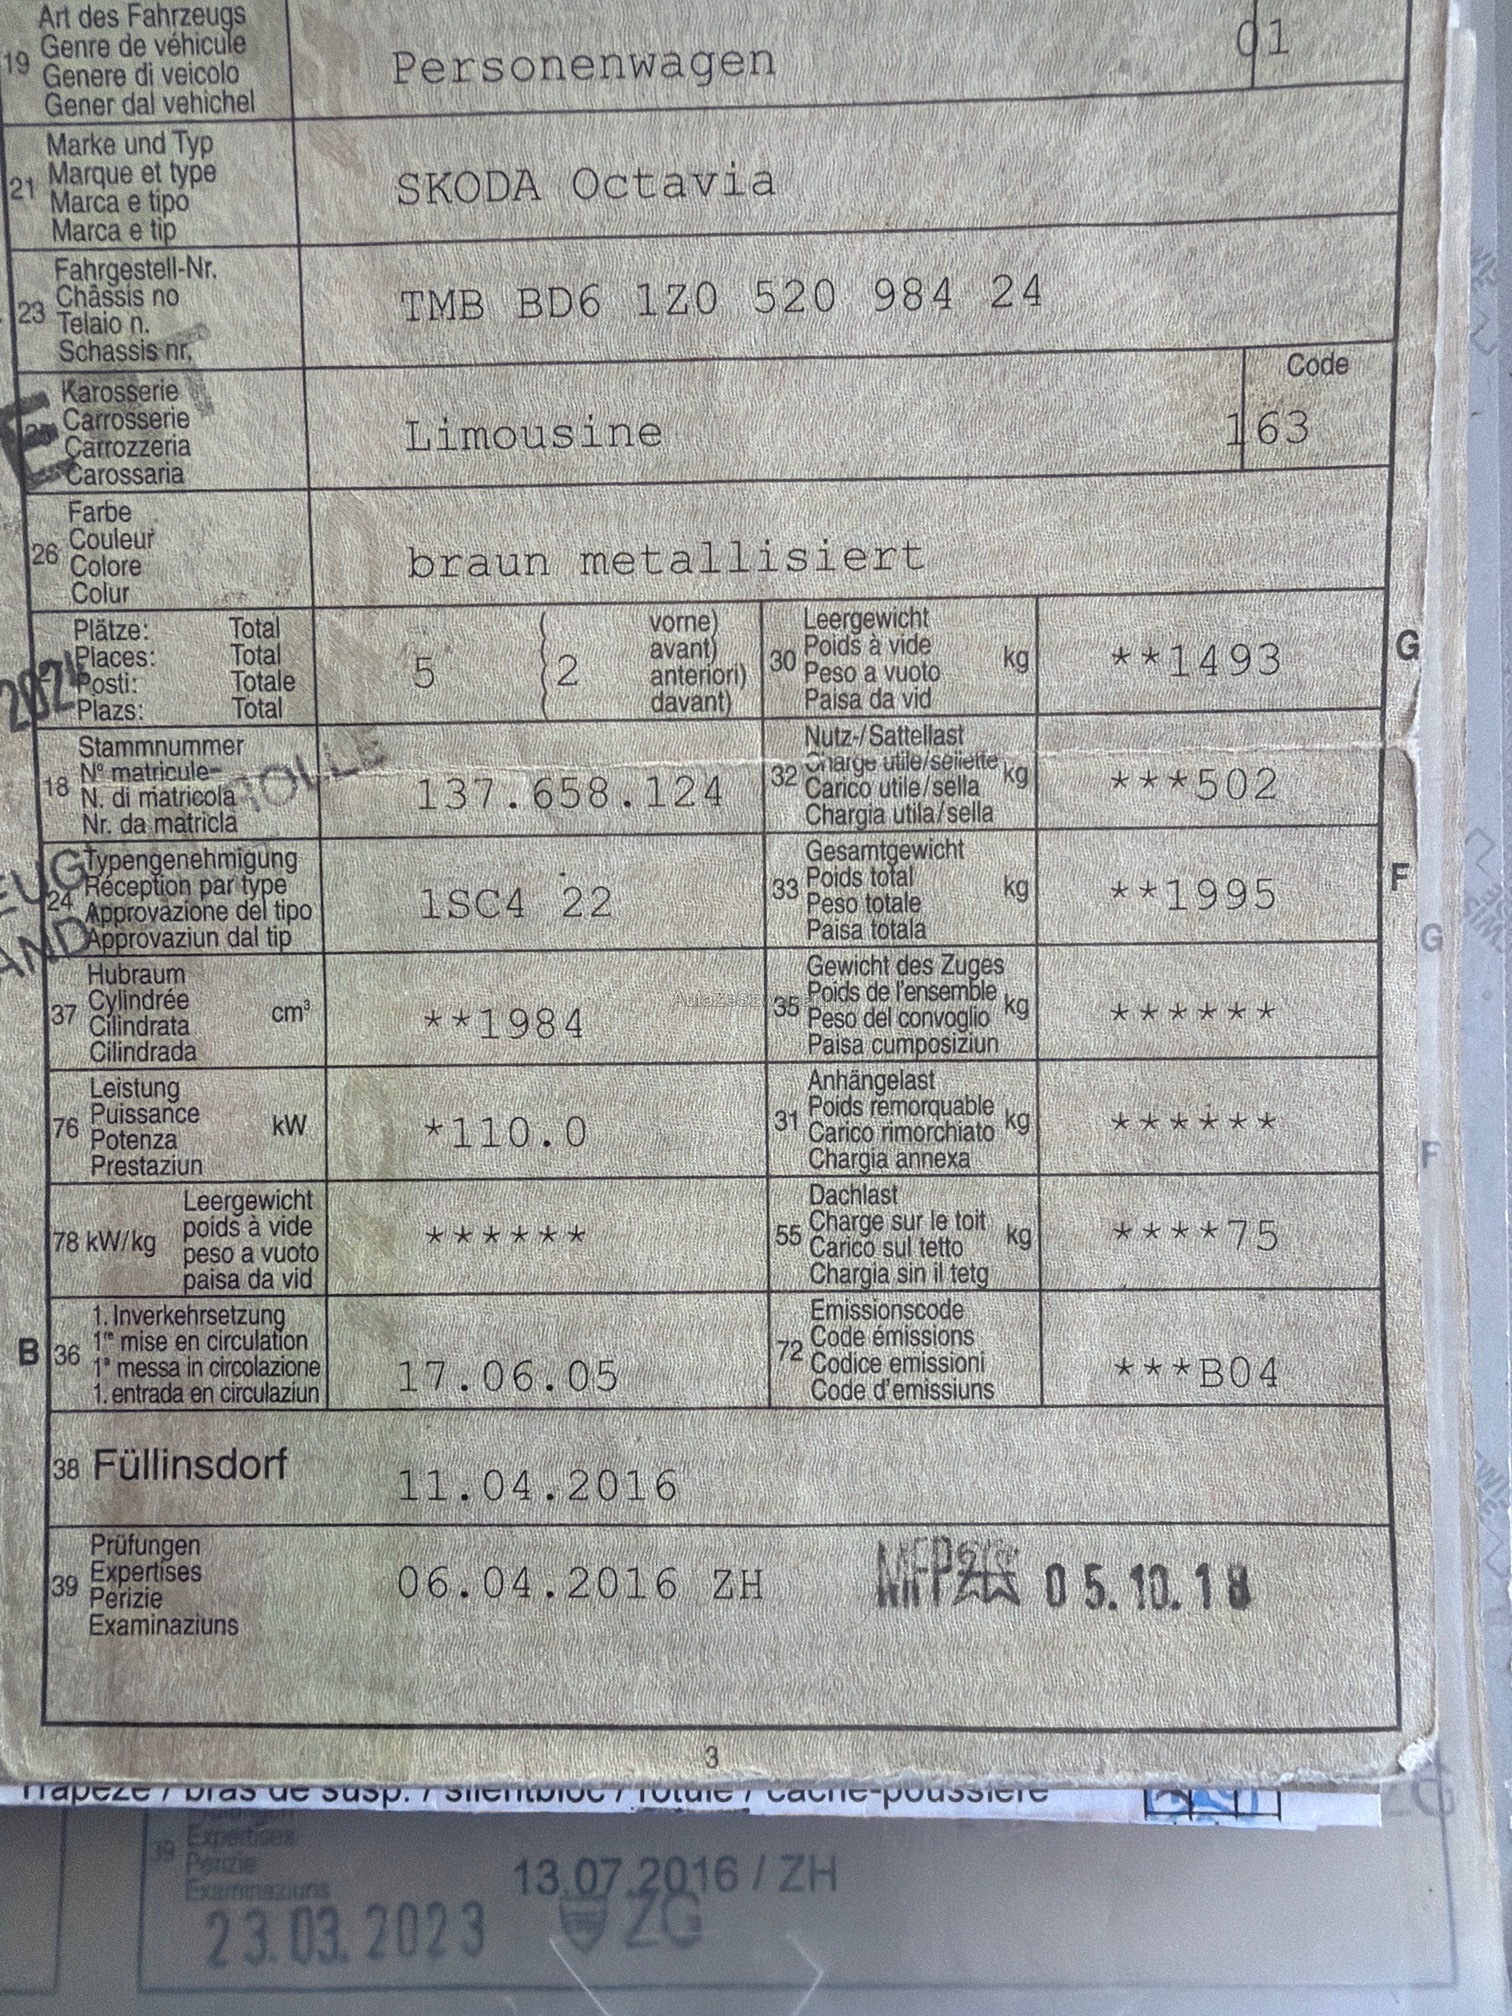 19 Art des Fahrzeugs
Genre de véhicule
Genere di veicolo
Gener dal vehichel
Personenwagen 01
21 Marke und Typ
Marque et type
Marca e tipo
Marca e tip
SKODA Octavia
23 Fahrgestell-Nr.
Châssis no
Telaio n.
Schassis nr.
TMB BD6 1Z0 520 984 24
Karosserie
Carrosserie
Carrozzeria
Carossaria
Limousine
Code
163
26 Farbe
Couleur
Colore
Colur
braun metallisiert
Plätze: Total
Places: Total
Posti: Totale
Plazs: Total
5 2
vorne)
avant)
anteriori)
davant)
30 Leergewicht
Poids à vide
Peso a vuoto
Paisa da vid
kg **1493
G
18 Stammnummer
N° matricule
N. di matricola
Nr. da matricla
137.658.124
32 Nutz-/Sattellast
Charge utile/sellette
Carico utile/sella
Chargia utila/sella
kg ***502
24 Typengenehmigung
Réception par type
Approvazione del tipo
Approvaziun dal tip
1SC4 22
33 Gesamtgewicht
Poids total
Peso totale
Paisa totala
kg **1995
F
G
37 Hubraum
Cylindrée
Cilindrata
Cilindrada
cm³ **1984
35 Gewicht des Zuges
Poids de l'ensemble
Peso del convoglio
Paisa cumposiziun
kg ******
76 Leistung
Puissance
Potenza
Prestaziun
kW *110.0
31 Anhängelast
Poids remorquable
Carico rimorchiato
Chargia annexa
kg ******
F
78 kW/kg Leergewicht
poids à vide
peso a vuoto
paisa da vid
******
55 Dachlast
Charge sur le toit
Carico sul tetto
Chargia sin il tetg
kg ****75
B 36 1. Inverkehrsetzung
1re mise en circulation
1a messa in circolazione
1. entrada en circulaziun
17.06.05
72 Emissionscode
Code émissions
Codice emissioni
Code d'emissiuns
***B04
38 Füllinsdorf 11.04.2016
39 Prüfungen
Expertises
Perizie
Examinaziuns
06.04.2016 ZH 05.10.18
3
Trapèze / bras de susp. / silentbloc / rotule / cache-poussière
39 Expertises
Perizie
Examinaziuns
13.07.2016 / ZH
23.03.2023 ZG